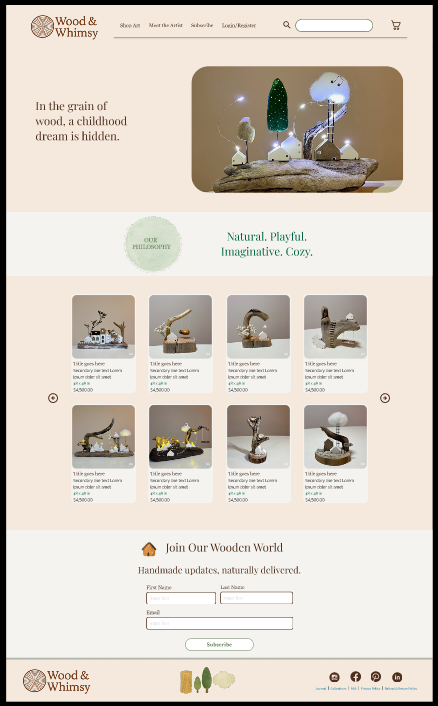 Wood &
Whimsy
Shop Art Meet the Artist Subscribe Login/Register
In the grain of
wood, a childhood
dream is hidden.
OUR
PHILOSOPHY
Natural. Playful.
Imaginative. Cozy.
Title goes here
Secondary line text Lorem
ipsum dolor sit amet
$4,500.00
Title goes here
Secondary line text Lorem
ipsum dolor sit amet
$4,500.00
Title goes here
Secondary line text Lorem
ipsum dolor sit amet
$4,500.00
Title goes here
Secondary line text Lorem
ipsum dolor sit amet
$4,500.00
Title goes here
Secondary line text Lorem
ipsum dolor sit amet
$4,500.00
Title goes here
Secondary line text Lorem
ipsum dolor sit amet
$4,500.00
Title goes here
Secondary line text Lorem
ipsum dolor sit amet
$4,500.00
Title goes here
Secondary line text Lorem
ipsum dolor sit amet
$4,500.00
Join Our Wooden World
Handmade updates, naturally delivered.
First Name Last Name
Email
Subscribe
Wood &
Whimsy